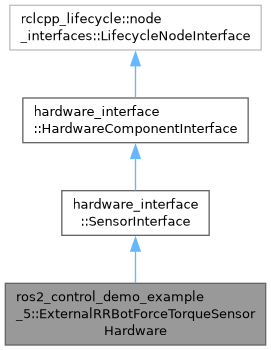 rclcpp_lifecycle::node
_interfaces::LifecycleNodeInterface
hardware_interface
::HardwareComponentInterface
hardware_interface
::SensorInterface
ros2_control_demo_example
_5::ExternalRRBotForceTorqueSensor
Hardware